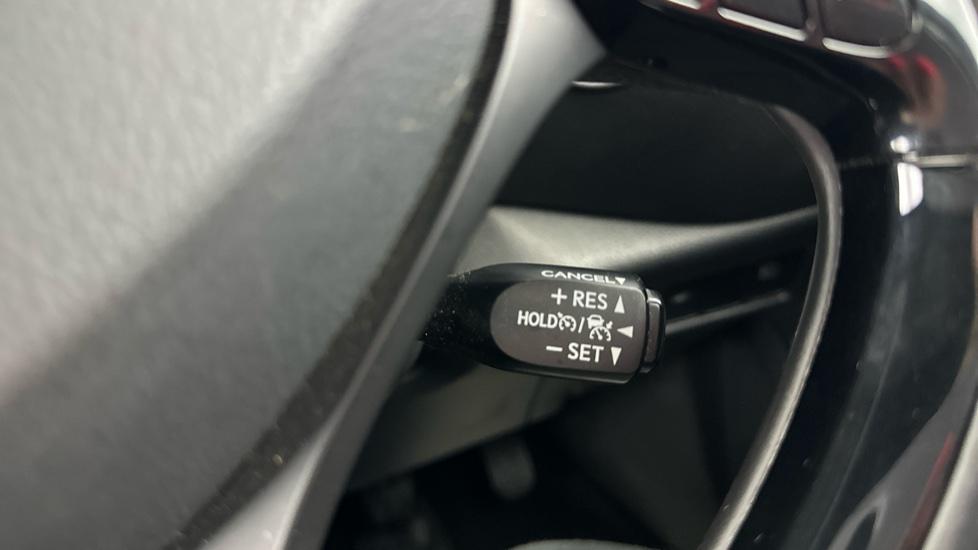 CANCEL
+ RES
HOLD /
− SET